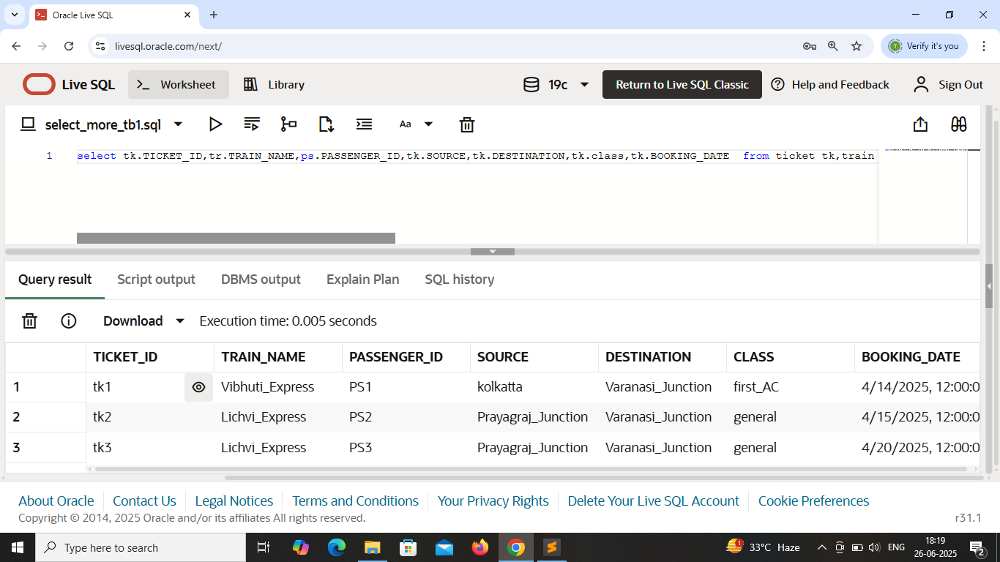 Oracle Live SQL
livesql.oracle.com/next/
T
Verify it's you
Live SQL
Worksheet
Library
19c
Return to Live SQL Classic
Help and Feedback
Sign Out
select_more_tb1.sql
Aa
1 select tk.TICKET_ID,tr.TRAIN_NAME,ps.PASSENGER_ID,tk.SOURCE,tk.DESTINATION,tk.class,tk.BOOKING_DATE  from ticket tk,train
Query result Script output DBMS output Explain Plan SQL history
Download Execution time: 0.005 seconds
TICKET_ID TRAIN_NAME PASSENGER_ID SOURCE DESTINATION CLASS BOOKING_DATE
1 tk1 Vibhuti_Express PS1 kolkatta Varanasi_Junction first_AC 4/14/2025, 12:00:0
2 tk2 Lichvi_Express PS2 Prayagraj_Junction Varanasi_Junction general 4/15/2025, 12:00:0
3 tk3 Lichvi_Express PS3 Prayagraj_Junction Varanasi_Junction general 4/20/2025, 12:00:0
About Oracle Contact Us Legal Notices Terms and Conditions Your Privacy Rights Delete Your Live SQL Account Cookie Preferences
Copyright © 2014, 2025 Oracle and/or its affiliates All rights reserved. r31.1
Type here to search
1
33°C Haze
ENG
18:19
26-06-2025
2